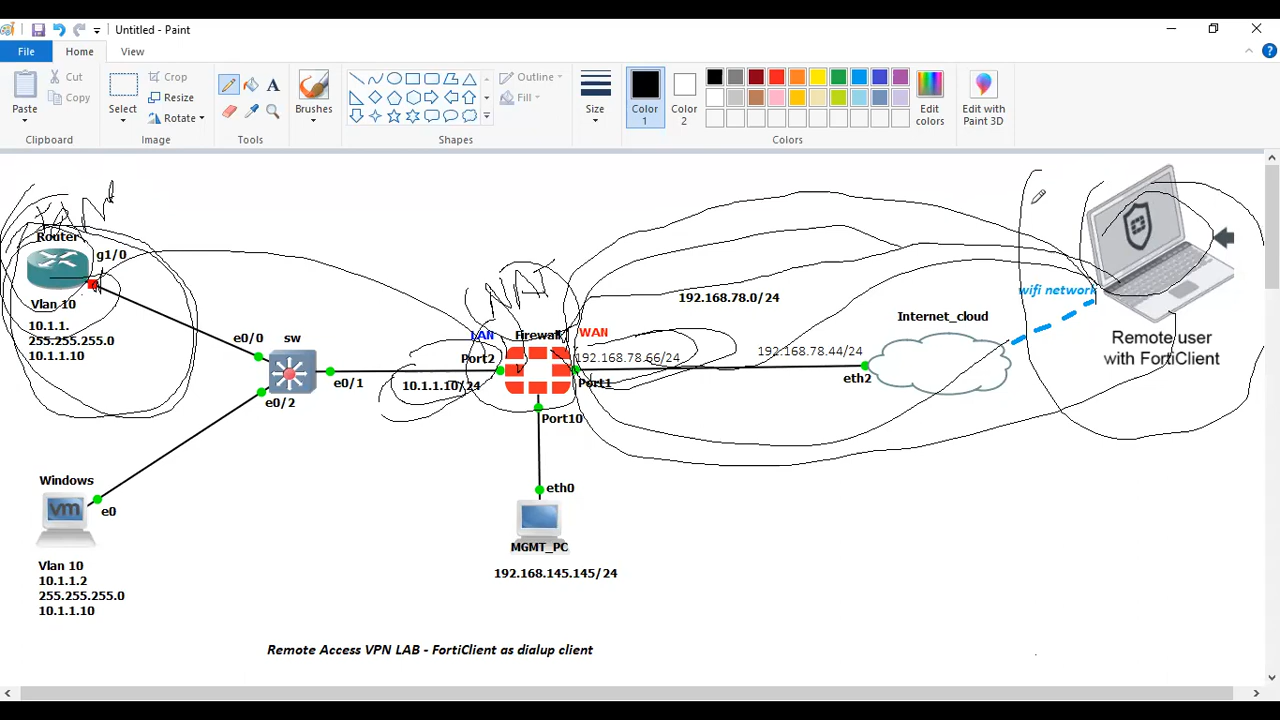 Untitled - Paint
File Home View
Paste
Cut
Copy
Clipboard
Select
Crop
Resize
Rotate
Image
A
Tools
Brushes
Shapes
Outline
Fill
Size
Color 1
Color 2
Edit colors
Edit with Paint 3D
Colors
Router
g1/0
Vlan 10
10.1.1.
255.255.255.0
10.1.1.10
e0/0
sw
e0/1
e0/2
Windows
vm
e0
Vlan 10
10.1.1.2
255.255.255.0
10.1.1.10
NAT
LAN
Firewall
WAN
Port2
10.1.1.10/24
192.168.78.66/24
Port1
Port10
eth0
MGMT_PC
192.168.145.145/24
192.168.78.0/24
192.168.78.44/24
eth2
Internet_cloud
wifi network
Remote user
with FortiClient
Remote Access VPN LAB - FortiClient as dialup client